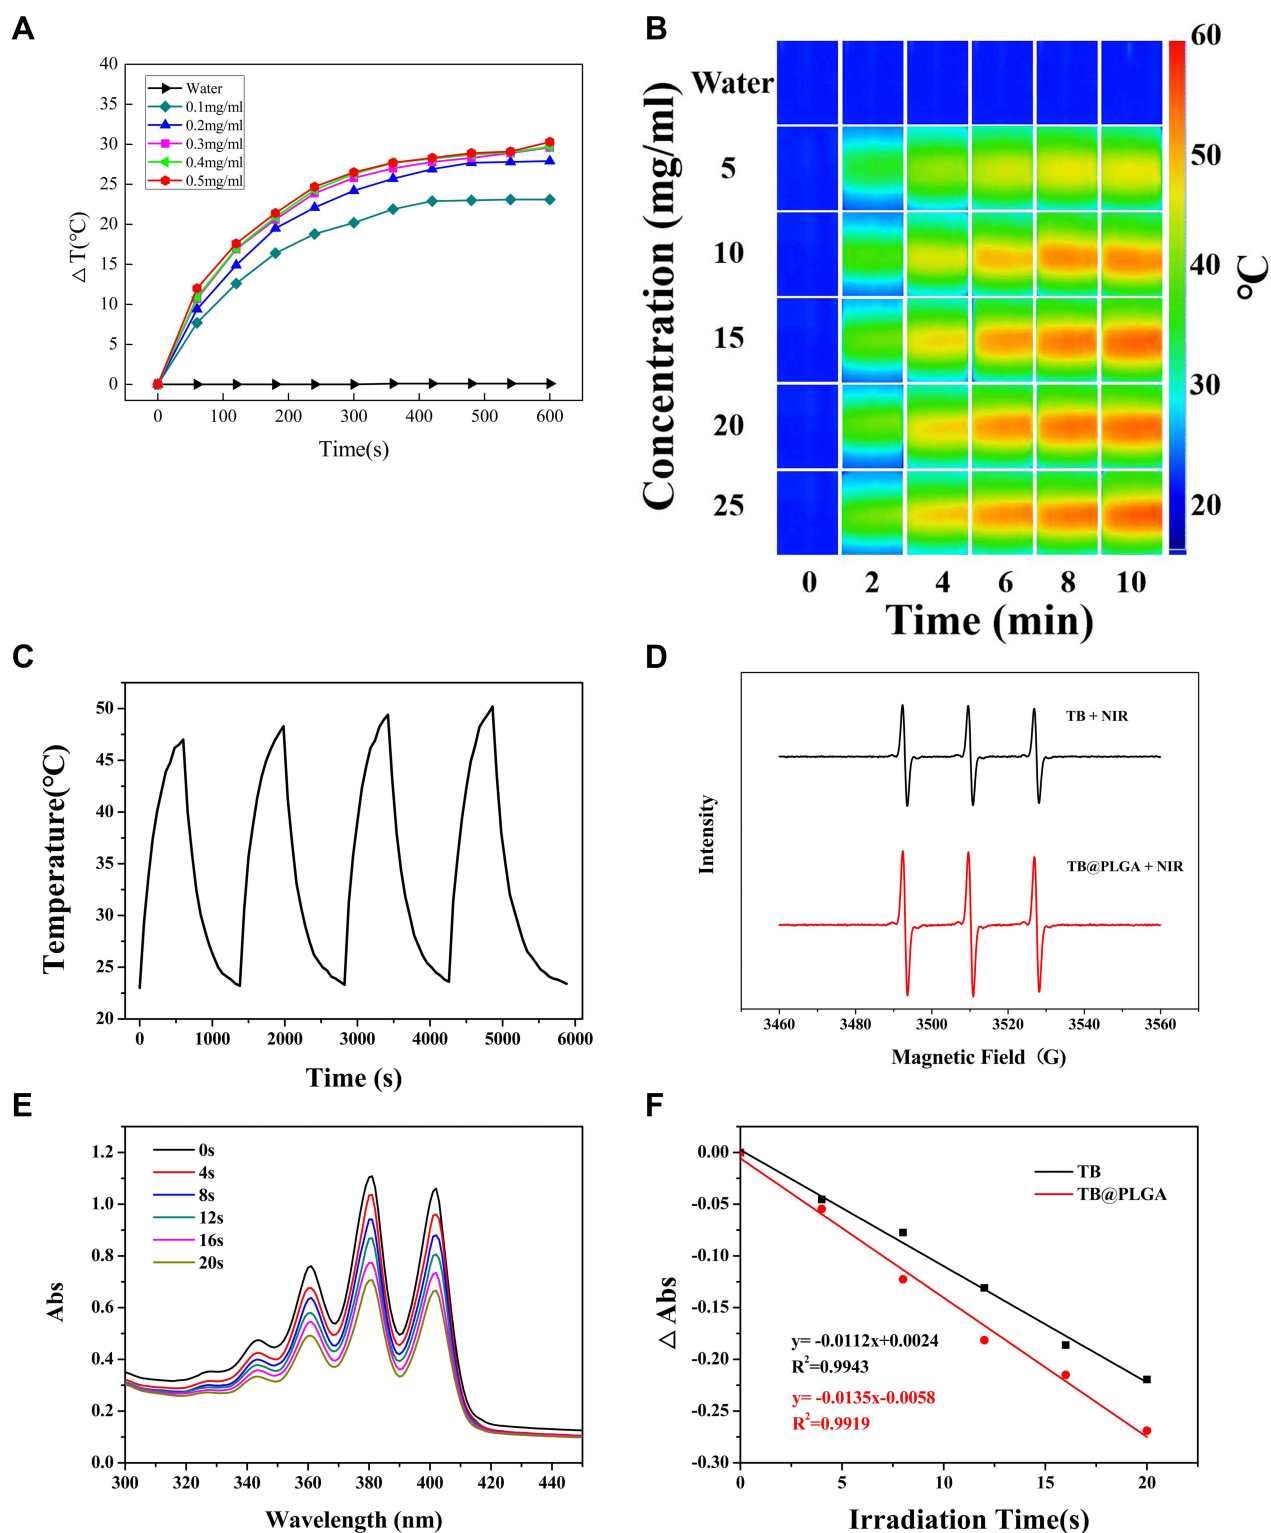 A
△ T(°C)
40
35
30
25
20
15
10
5
0
Water
0.1mg/ml
0.2mg/ml
0.3mg/ml
0.4mg/ml
0.5mg/ml
0 100 200 300 400 500 600
Time(s)
B
Concentration (mg/ml)
Water
5
10
15
20
25
0 2 4 6 8 10
Time (min)
60
50
40
30
20
°C
C
Temperature(°C)
50
45
40
35
30
25
20
0 1000 2000 3000 4000 5000 6000
Time (s)
D
Intensity
TB + NIR
TB@PLGA + NIR
3460 3480 3500 3520 3540 3560
Magnetic Field (G)
E
Abs
1.2
1.0
0.8
0.6
0.4
0.2
0.0
0s
4s
8s
12s
16s
20s
300 320 340 360 380 400 420 440
Wavelength (nm)
F
△ Abs
0.00
-0.05
-0.10
-0.15
-0.20
-0.25
-0.30
TB
TB@PLGA
y= -0.0112x+0.0024
R²=0.9943
y= -0.0135x-0.0058
R²=0.9919
0 5 10 15 20
Irradiation Time(s)